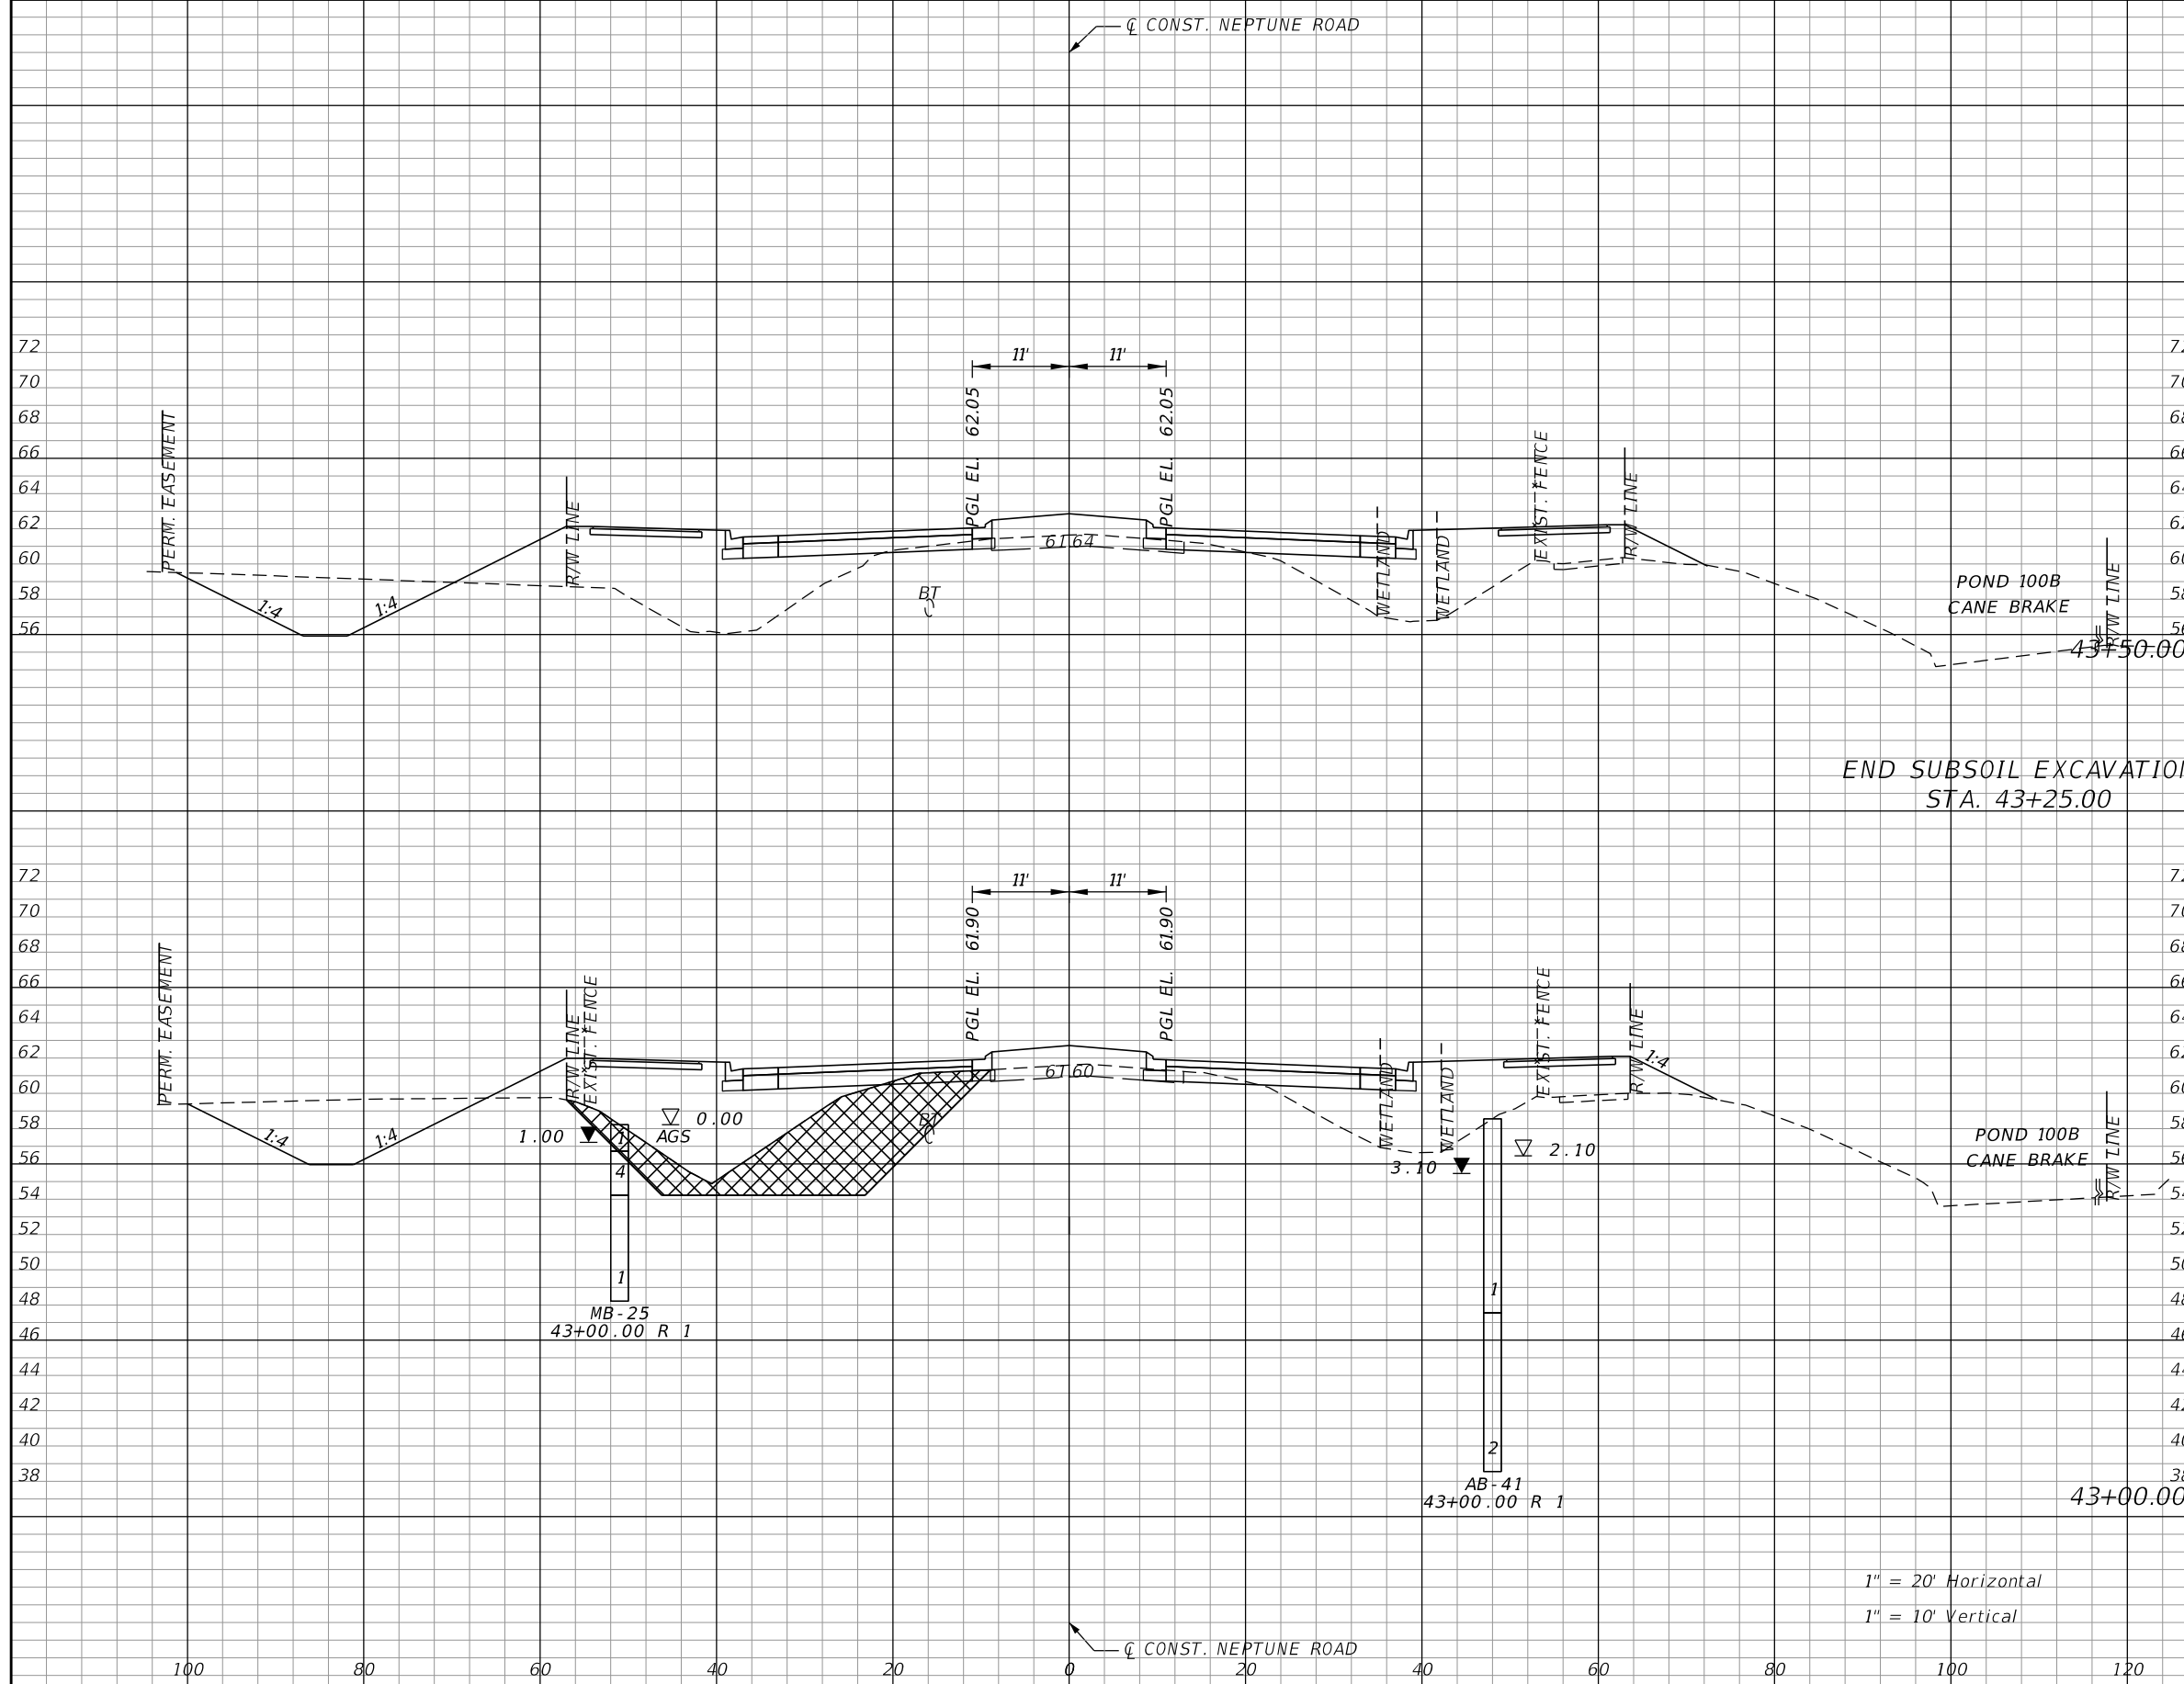 ℄ CONST. NEPTUNE ROAD
11' 11'
72
70
68
66
64
62
60
58
56
PERM. EASEMENT
R/W LINE
PGL EL. 62.05
PGL EL. 62.05
61.64
BT
WETLAND
WETLAND
EXIST. FENCE
R/W LINE
1:4
1:4
POND 100B
CANE BRAKE
R/W LINE
43+50.00
END SUBSOIL EXCAVATION
STA. 43+25.00
11' 11'
72
70
68
66
64
62
60
58
56
54
52
50
48
46
44
42
40
38
PERM. EASEMENT
R/W LINE
EXIST. FENCE
PGL EL. 61.90
PGL EL. 61.90
61.60
BT
WETLAND
WETLAND
EXIST. FENCE
R/W LINE
1:4
1:4
1:4
1.00
0.00
AGS
1
4
1
MB-25
43+00.00 R 1
3.10
2.10
1
2
AB-41
43+00.00 R 1
POND 100B
CANE BRAKE
R/W LINE
43+00.00
1" = 20' Horizontal
1" = 10' Vertical
℄ CONST. NEPTUNE ROAD
100 80 60 40 20 0 20 40 60 80 100 120